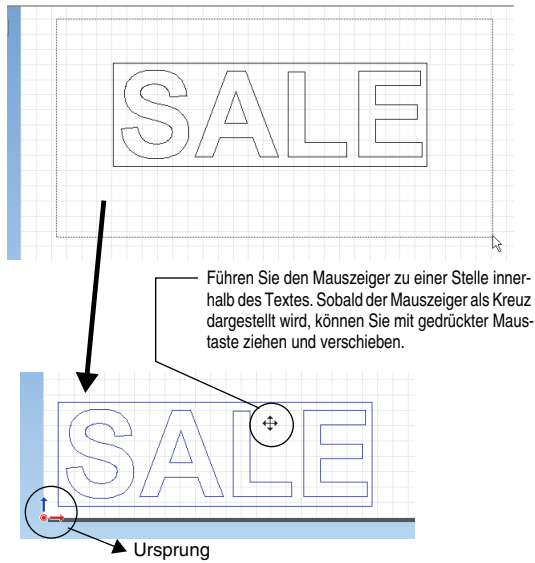 SALE
Führen Sie den Mauszeiger zu einer Stelle inner-
halb des Textes. Sobald der Mauszeiger als Kreuz
dargestellt wird, können Sie mit gedrückter Maus-
taste ziehen und verschieben.
SALE
Ursprung